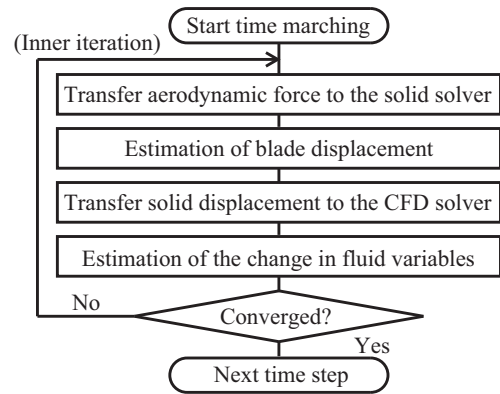 Start time marching
(Inner iteration)
Transfer aerodynamic force to the solid solver
Estimation of blade displacement
Transfer solid displacement to the CFD solver
Estimation of the change in fluid variables
No
Converged?
Yes
Next time step